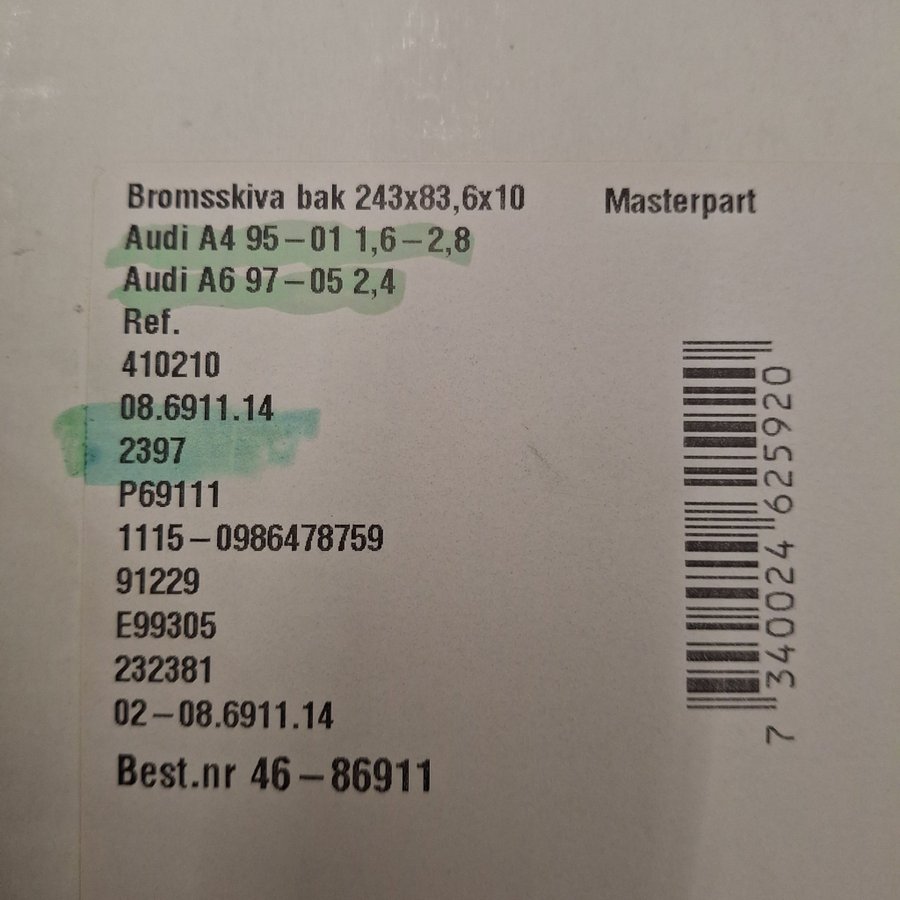 Bromsskiva bak 243x83,6x10 Masterpart
Audi A4 95–01 1,6–2,8
Audi A6 97–05 2,4
Ref.
410210
08.6911.14
2397
P69111
1115–0986478759
91229
E99305
232381
02–08.6911.14
Best.nr 46–86911
7 340024 625920